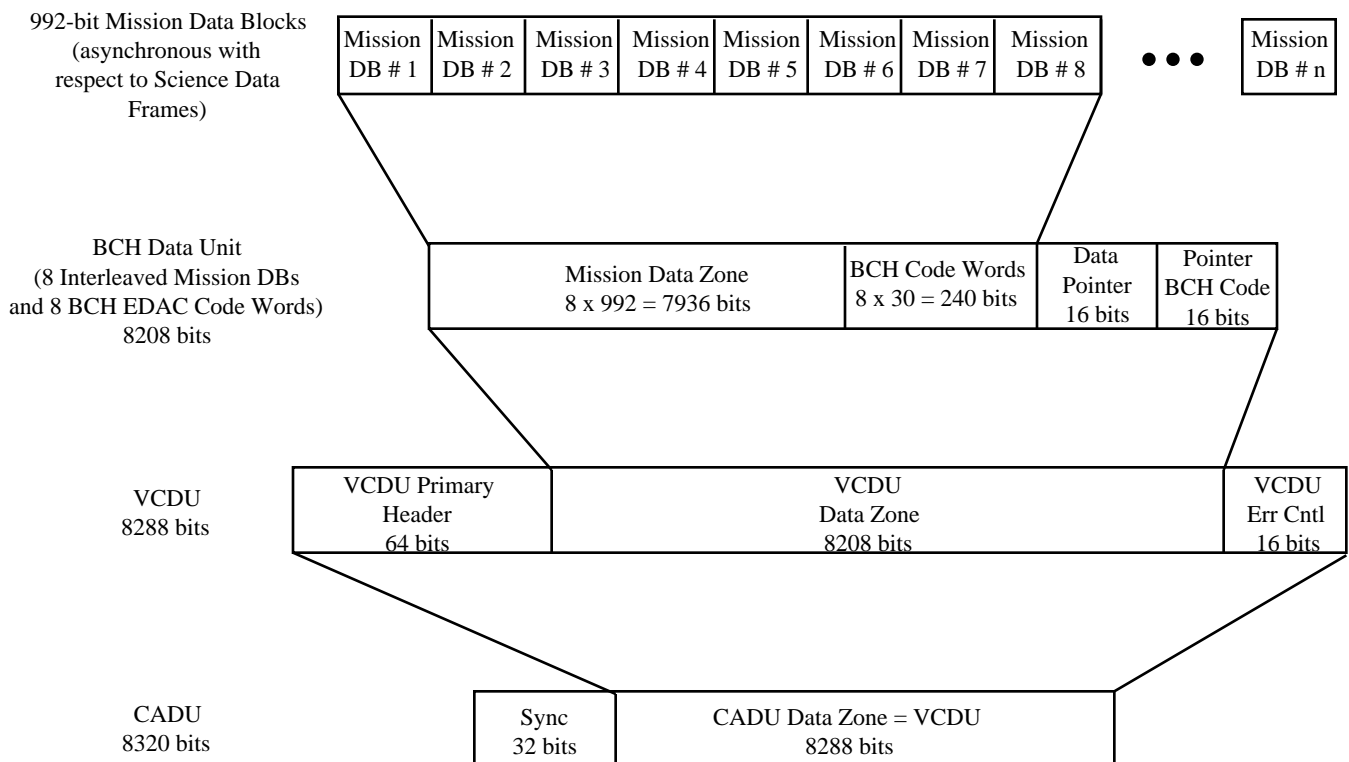 992-bit Mission Data Blocks
(asynchronous with
respect to Science Data
Frames)
Mission
DB # 1
Mission
DB # 2
Mission
DB # 3
Mission
DB # 4
Mission
DB # 5
Mission
DB # 6
Mission
DB # 7
Mission
DB # 8
Mission
DB # n
BCH Data Unit
(8 Interleaved Mission DBs
and 8 BCH EDAC Code Words)
8208 bits
Mission Data Zone
8 x 992 = 7936 bits
BCH Code Words
8 x 30 = 240 bits
Data
Pointer
16 bits
Pointer
BCH Code
16 bits
VCDU
8288 bits
VCDU Primary
Header
64 bits
VCDU
Data Zone
8208 bits
VCDU
Err Cntl
16 bits
CADU
8320 bits
Sync
32 bits
CADU Data Zone = VCDU
8288 bits